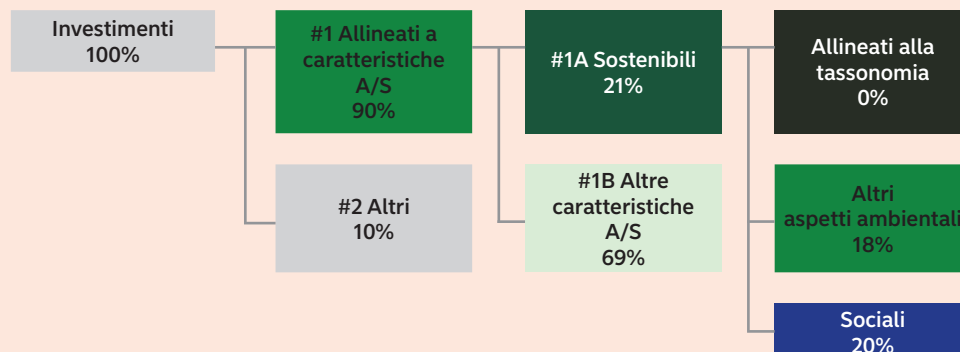 Investimenti
100%
#1 Allineati a
caratteristiche
A/S
90%
#1A Sostenibili
21%
Allineati alla
tassonomia
0%
#2 Altri
10%
#1B Altre
caratteristiche
A/S
69%
Altri
aspetti ambientali
18%
Sociali
20%